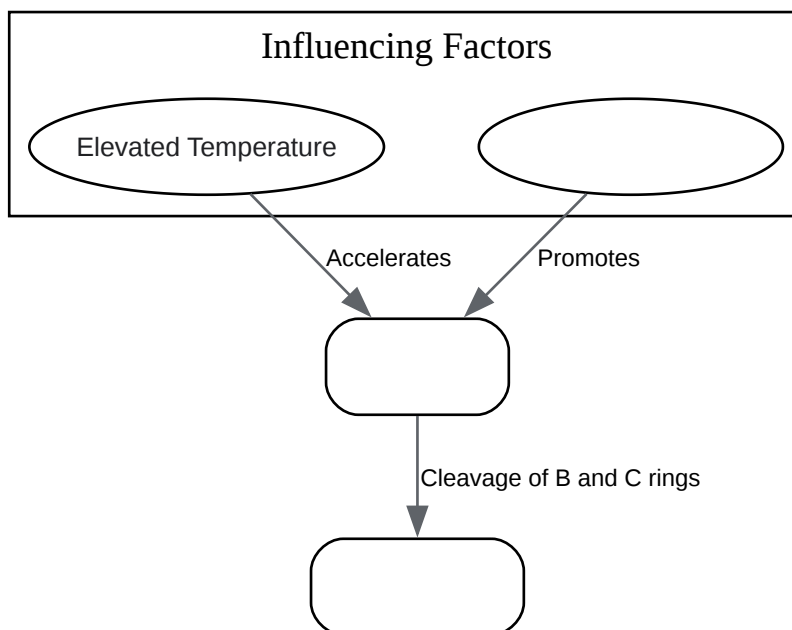 Influencing Factors
Elevated Temperature
Accelerates
Promotes
Cleavage of B and C rings